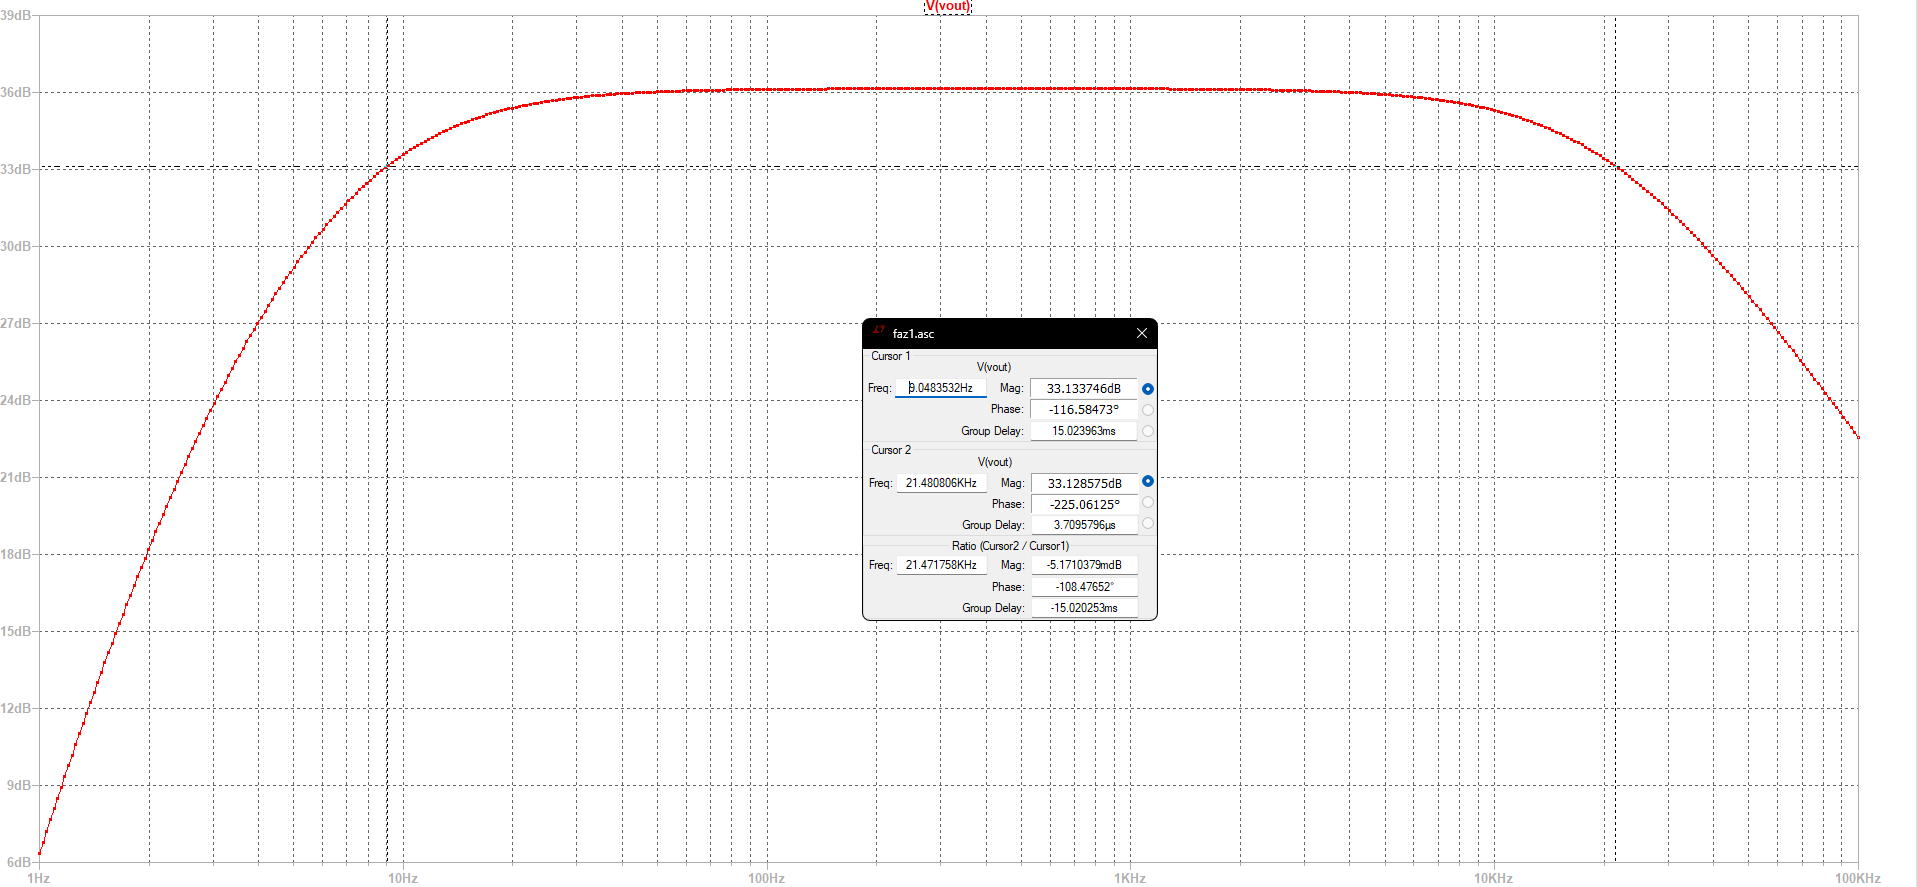 V(vout)
39dB
36dB
33dB
30dB
27dB
24dB
21dB
18dB
15dB
12dB
9dB
6dB
1Hz 10Hz 100Hz 1KHz 10KHz 100KHz
faz1.asc
Cursor 1
V(vout)
Freq: 9.0483532Hz Mag: 33.133746dB
Phase: -116.58473°
Group Delay: 15.023963ms
Cursor 2
V(vout)
Freq: 21.480806KHz Mag: 33.128575dB
Phase: -225.06125°
Group Delay: 3.7095796µs
Ratio (Cursor2 / Cursor1)
Freq: 21.471758KHz Mag: -5.1710379mdB
Phase: -108.47652°
Group Delay: -15.020253ms